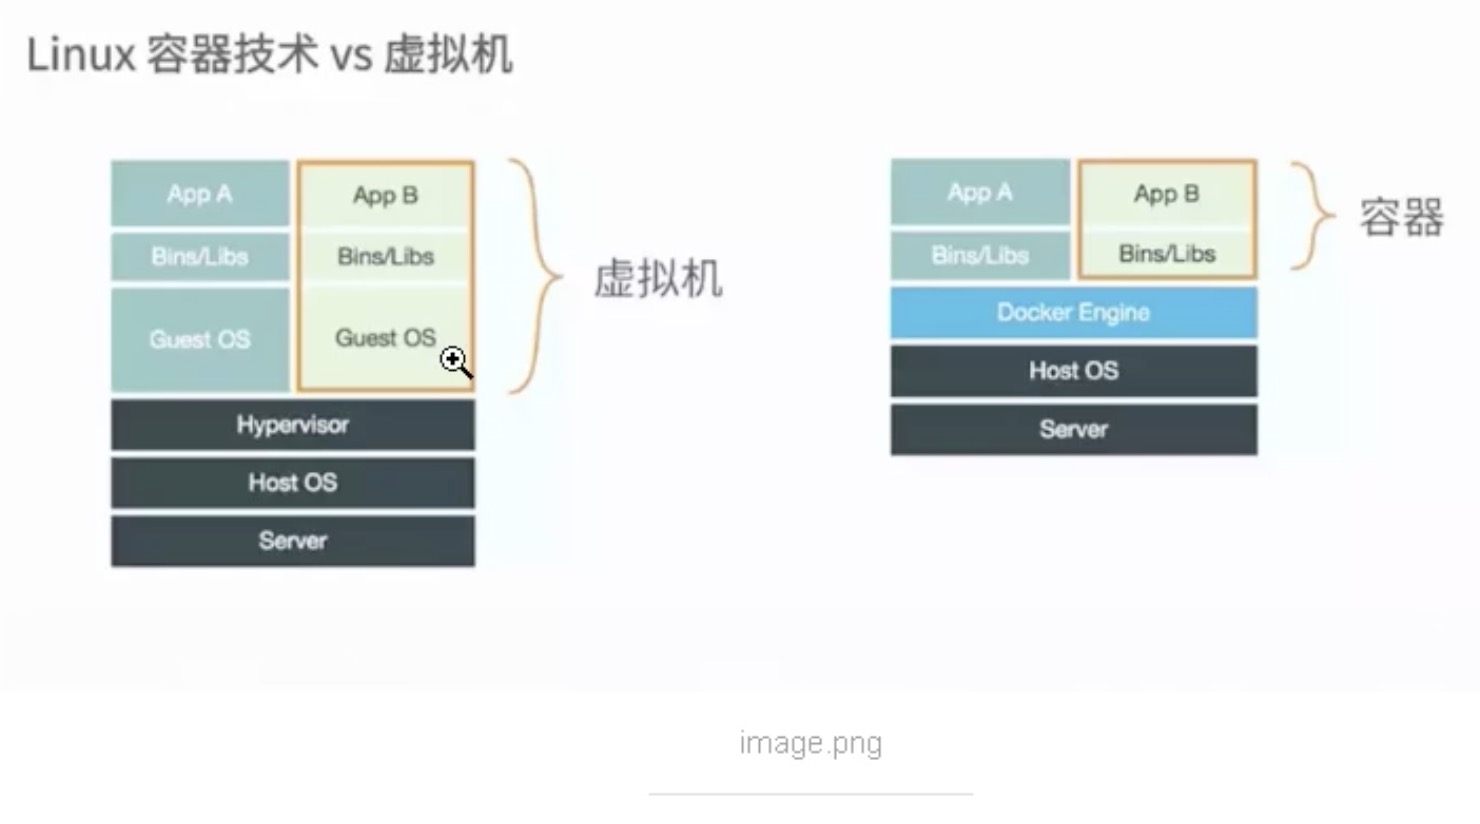 Linux 容器技术 vs 虚拟机
App A
App B
Bins/Libs
Bins/Libs
Guest OS
Guest OS
Hypervisor
Host OS
Server
虚拟机
App A
App B
Bins/Libs
Bins/Libs
Docker Engine
Host OS
Server
容器
image.png